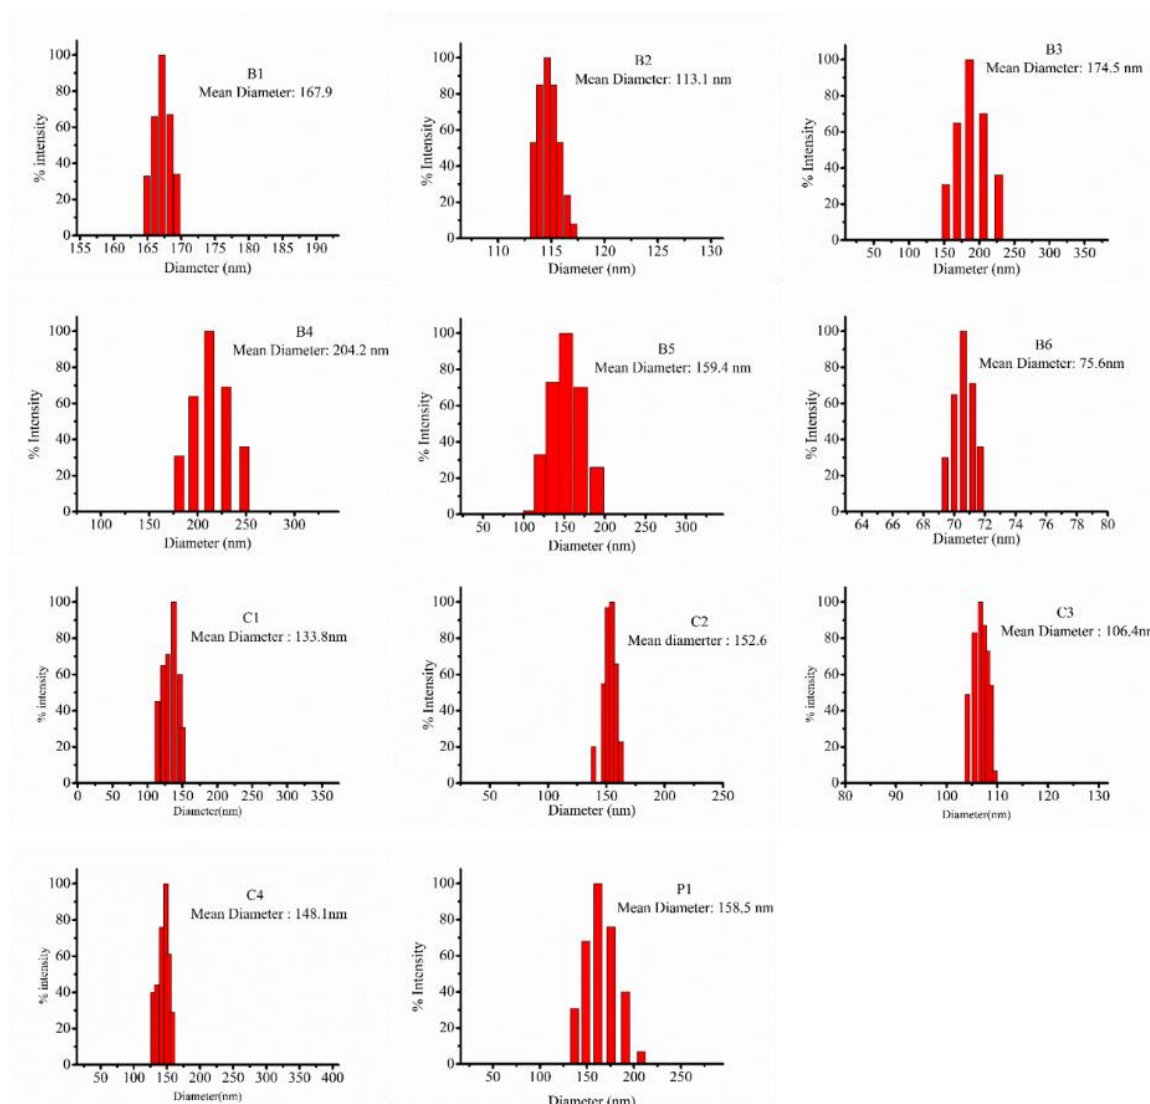 B1
Mean Diameter: 167.9
% intensity
100
80
60
40
20
0
155 160 165 170 175 180 185 190
Diameter (nm)
B2
Mean Diameter: 113.1 nm
% Intensity
100
80
60
40
20
0
110 115 120 125 130
Diameter (nm)
B3
Mean Diameter: 174.5 nm
% Intensity
100
80
60
40
20
0
50 100 150 200 250 300 350
Diameter (nm)
B4
Mean Diameter: 204.2 nm
% Intensity
100
80
60
40
20
0
100 150 200 250 300
Diameter (nm)
B5
Mean Diameter: 159.4 nm
% Intensity
100
80
60
40
20
0
50 100 150 200 250 300
Diameter (nm)
B6
Mean Diameter: 75.6nm
% Intensity
100
80
60
40
20
0
64 66 68 70 72 74 76 78 80
Diameter (nm)
C1
Mean Diameter : 133.8nm
% intensity
100
80
60
40
20
0
0 50 100 150 200 250 300 350
Diameter(nm)
C2
Mean diamerter : 152.6
% Intensity
100
80
60
40
20
0
50 100 150 200 250
Diameter (nm)
C3
Mean Diameter : 106.4nm
% intensity
100
80
60
40
20
0
80 90 100 110 120 130
Diameter(nm)
C4
Mean Diameter : 148.1nm
% intensity
100
80
60
40
20
0
50 100 150 200 250 300 350 400
Diameter(nm)
P1
Mean Diameter: 158.5 nm
% Intensity
100
80
60
40
20
0
50 100 150 200 250
Diameter (nm)